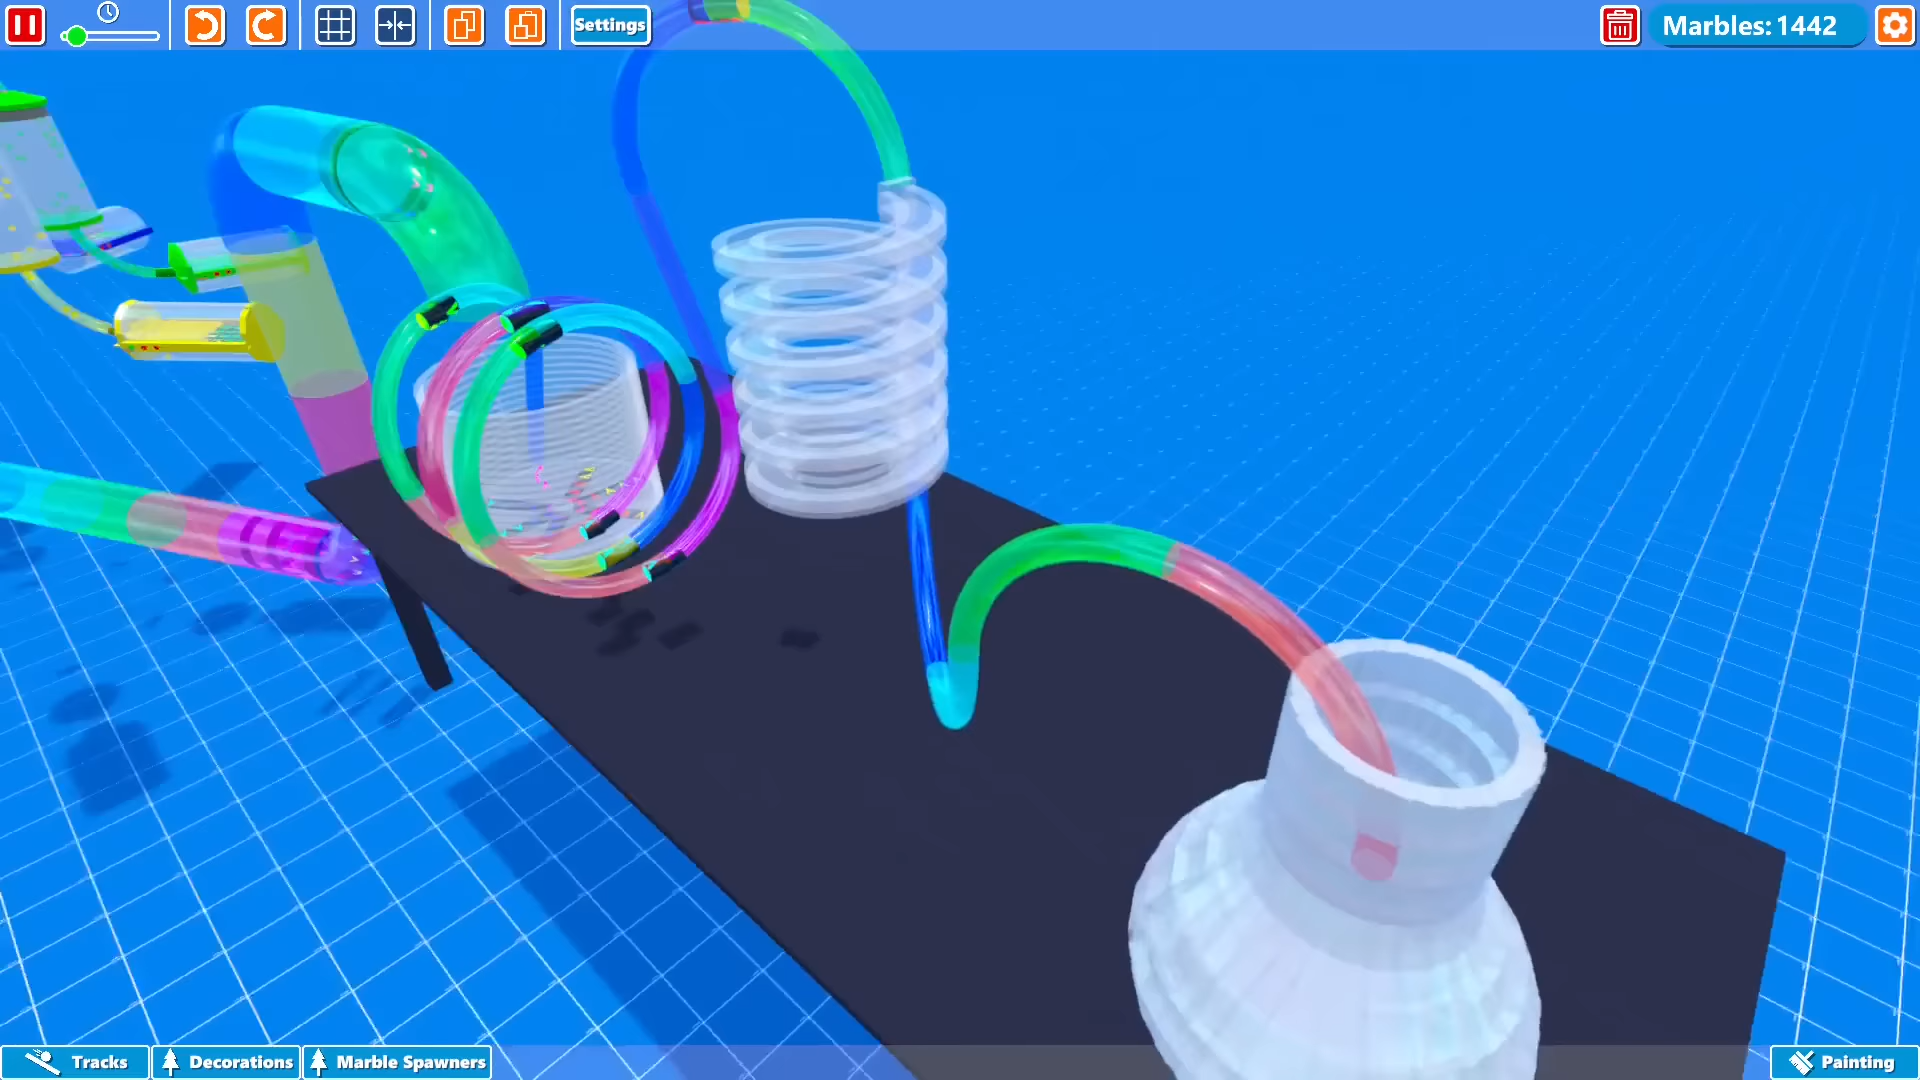 Settings
Marbles: 1442
Tracks
Decorations
Marble Spawners
Painting